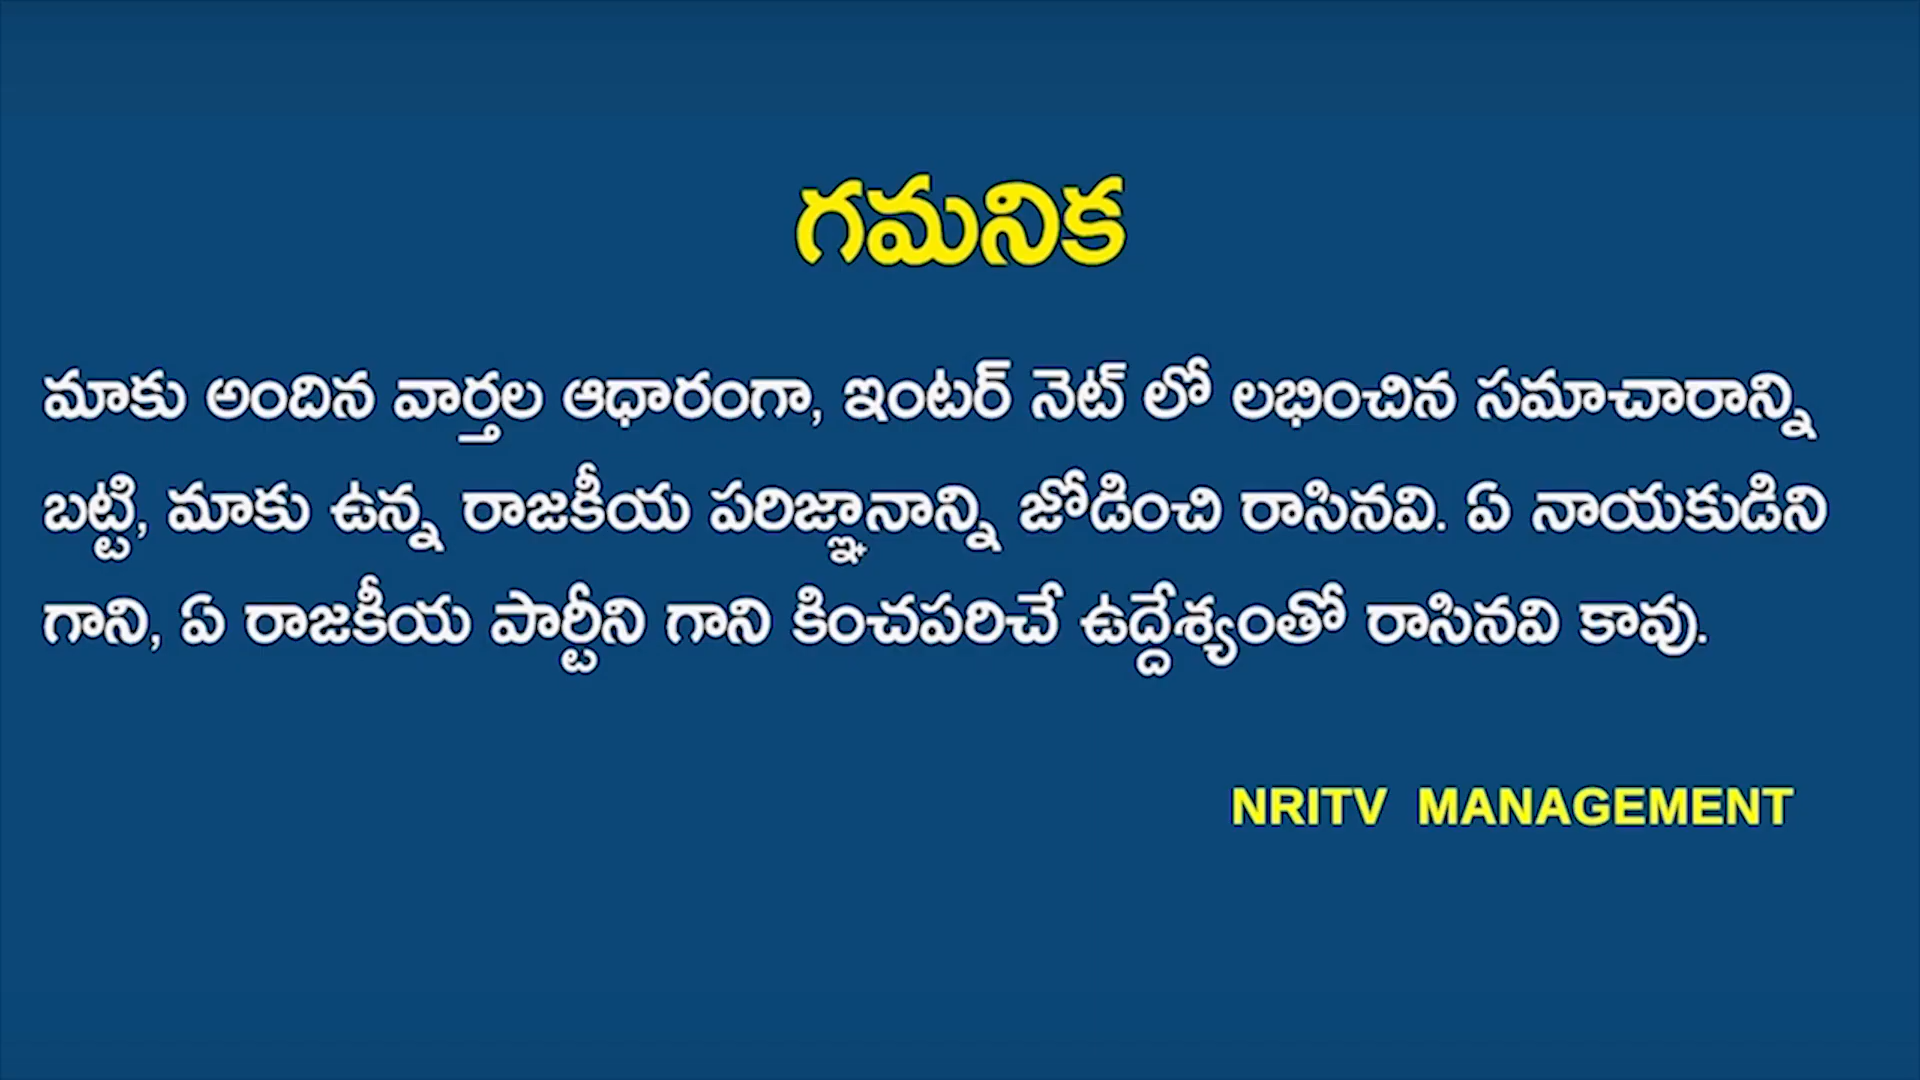 గమనిక
మాకు అందిన వార్తల ఆధారంగా, ఇంటర్ నెట్ లో లభించిన సమాచారాన్ని
బట్టి, మాకు ఉన్న రాజకీయ పరిజ్ఞానాన్ని జోడించి రాసినవి. ఏ నాయకుడిని
గాని, ఏ రాజకీయ పార్టీని గాని కించపరిచే ఉద్దేశ్యంతో రాసినవి కావు.
NRITV MANAGEMENT